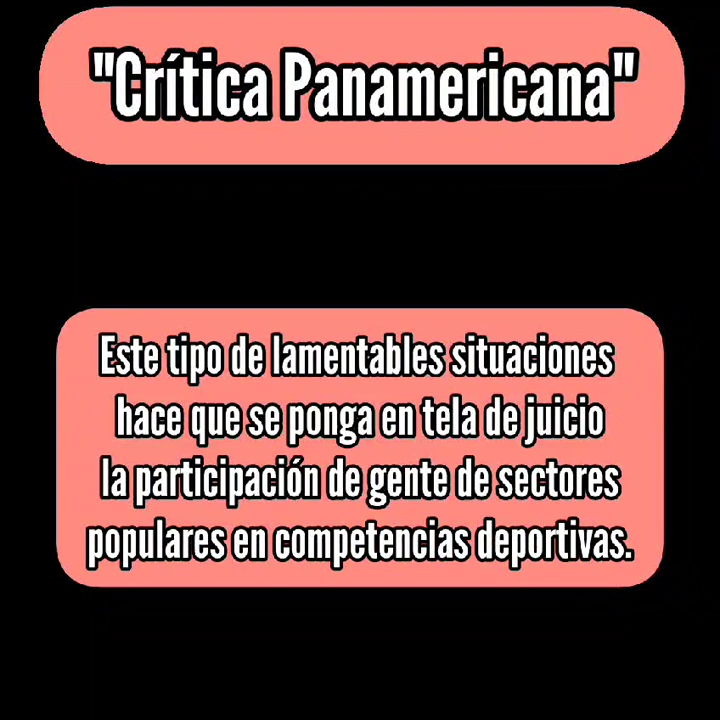 "Crítica Panamericana"
Este tipo de lamentables situaciones
hace que se ponga en tela de juicio
la participación de gente de sectores
populares en competencias deportivas.